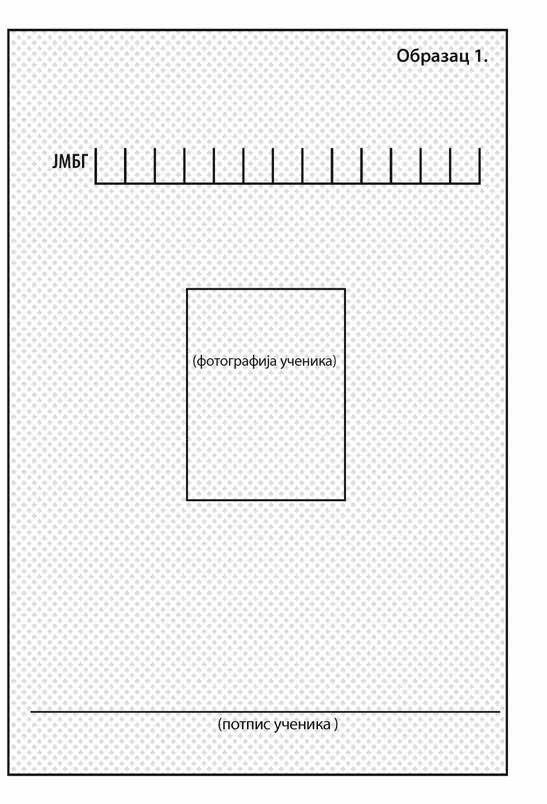 Образац 1.
ЈМБГ
(фотографија ученика)
(потпис ученика )